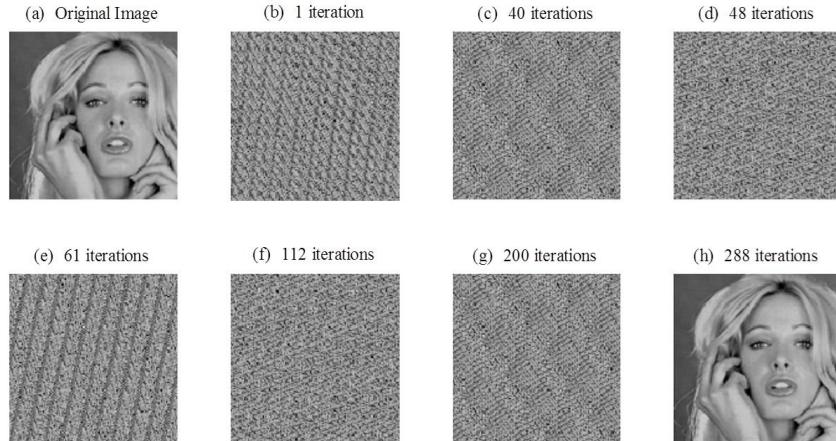 (a) Original Image
(b) 1 iteration
(c) 40 iterations
(d) 48 iterations
(e) 61 iterations
(f) 112 iterations
(g) 200 iterations
(h) 288 iterations